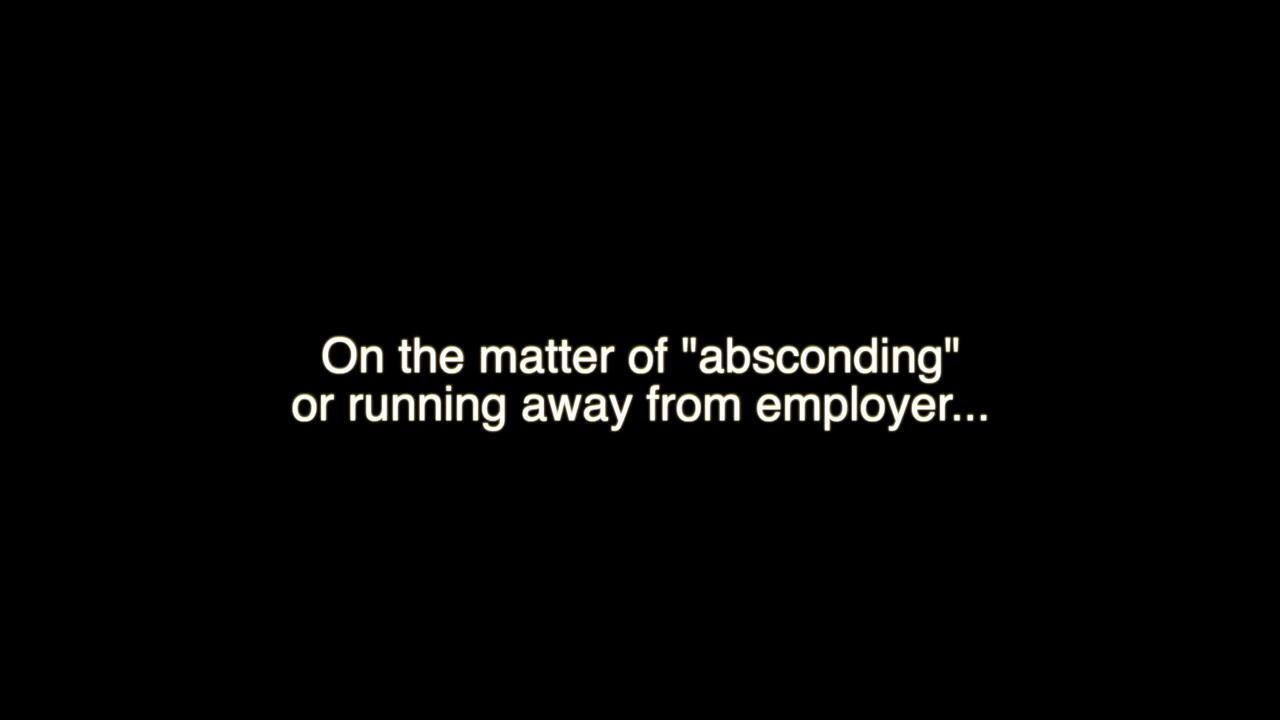 On the matter of "absconding"
or running away from employer...